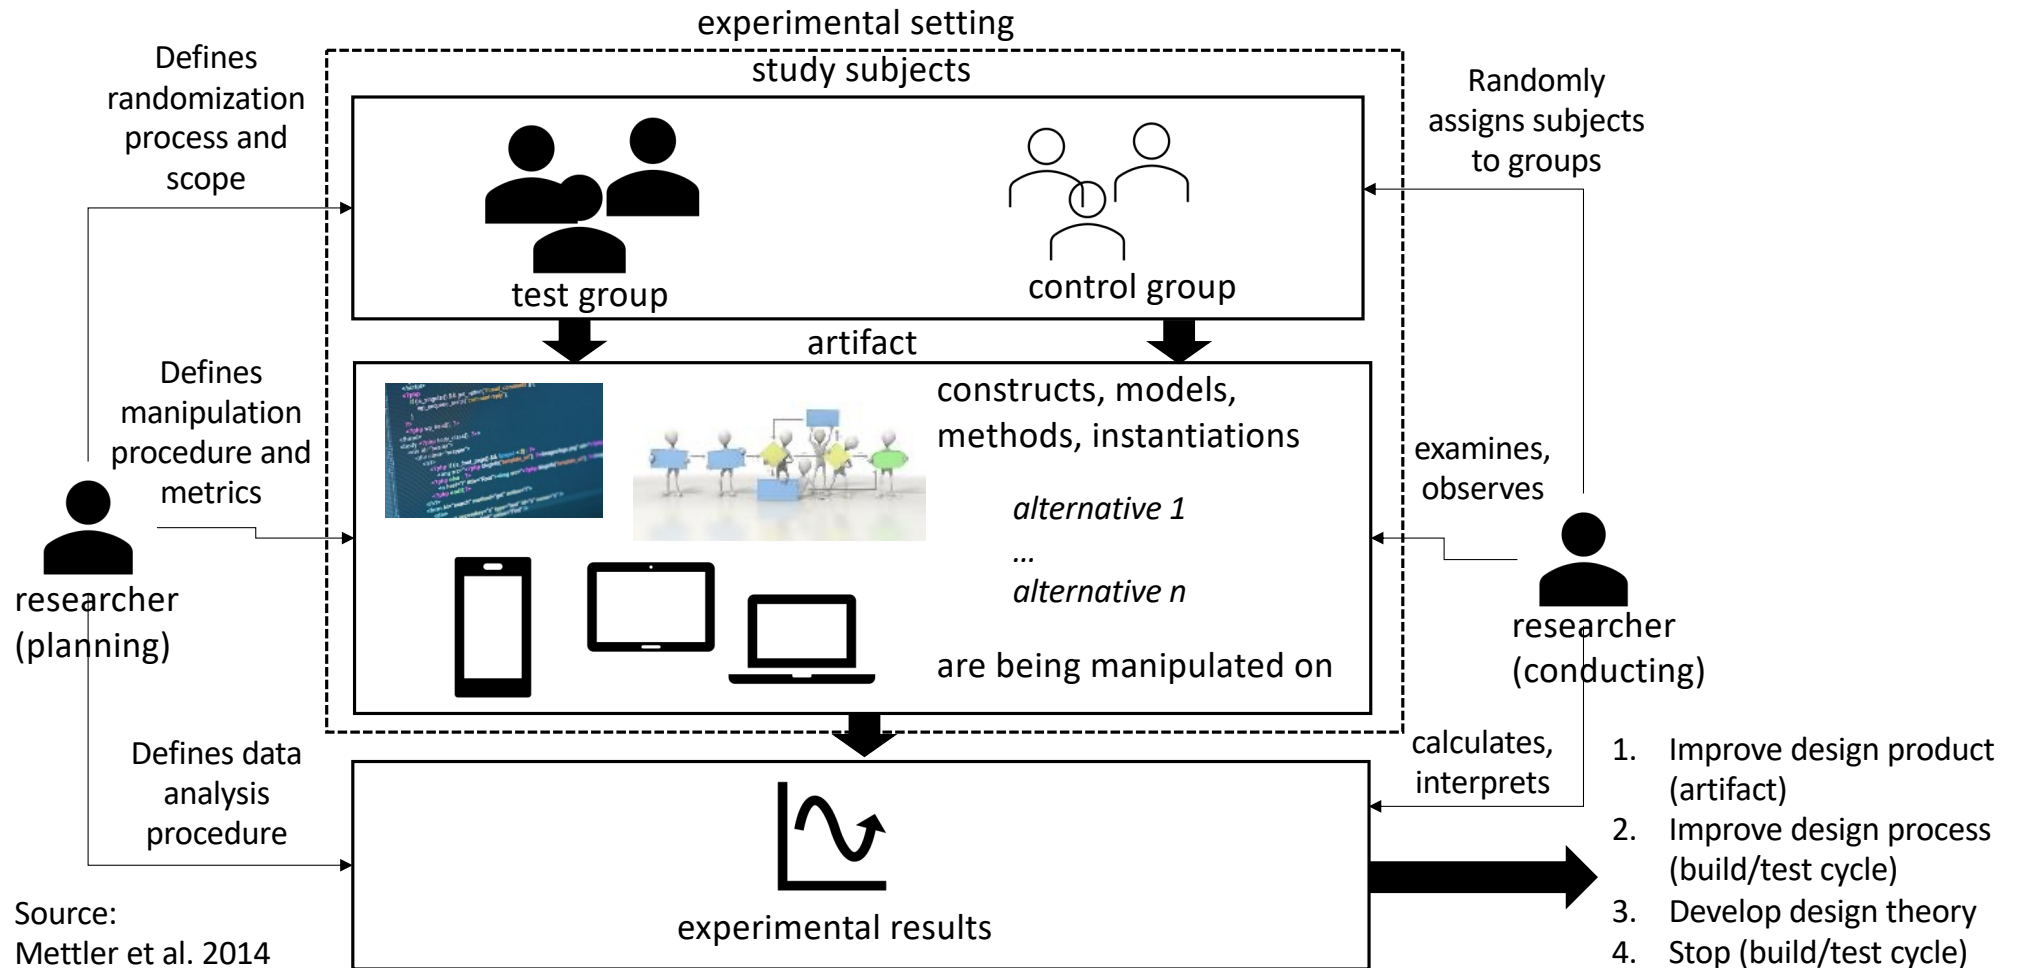 experimental setting
Defines
randomization
process and
scope
study subjects
Randomly
assigns subjects
to groups
test group
control group
artifact
Defines
manipulation
procedure and
metrics
constructs, models,
methods, instantiations
alternative 1
...
alternative n
are being manipulated on
examines,
observes
researcher
(planning)
researcher
(conducting)
Defines data
analysis
procedure
calculates,
interprets
experimental results
1. Improve design product
(artifact)
2. Improve design process
(build/test cycle)
3. Develop design theory
4. Stop (build/test cycle)
Source:
Mettler et al. 2014